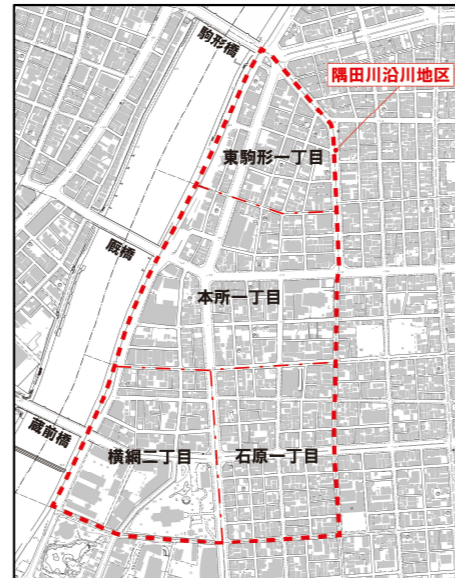 駒形橋
隅田川沿川地区
東駒形一丁目
厩橋
本所一丁目
蔵前橋
横網二丁目
石原一丁目